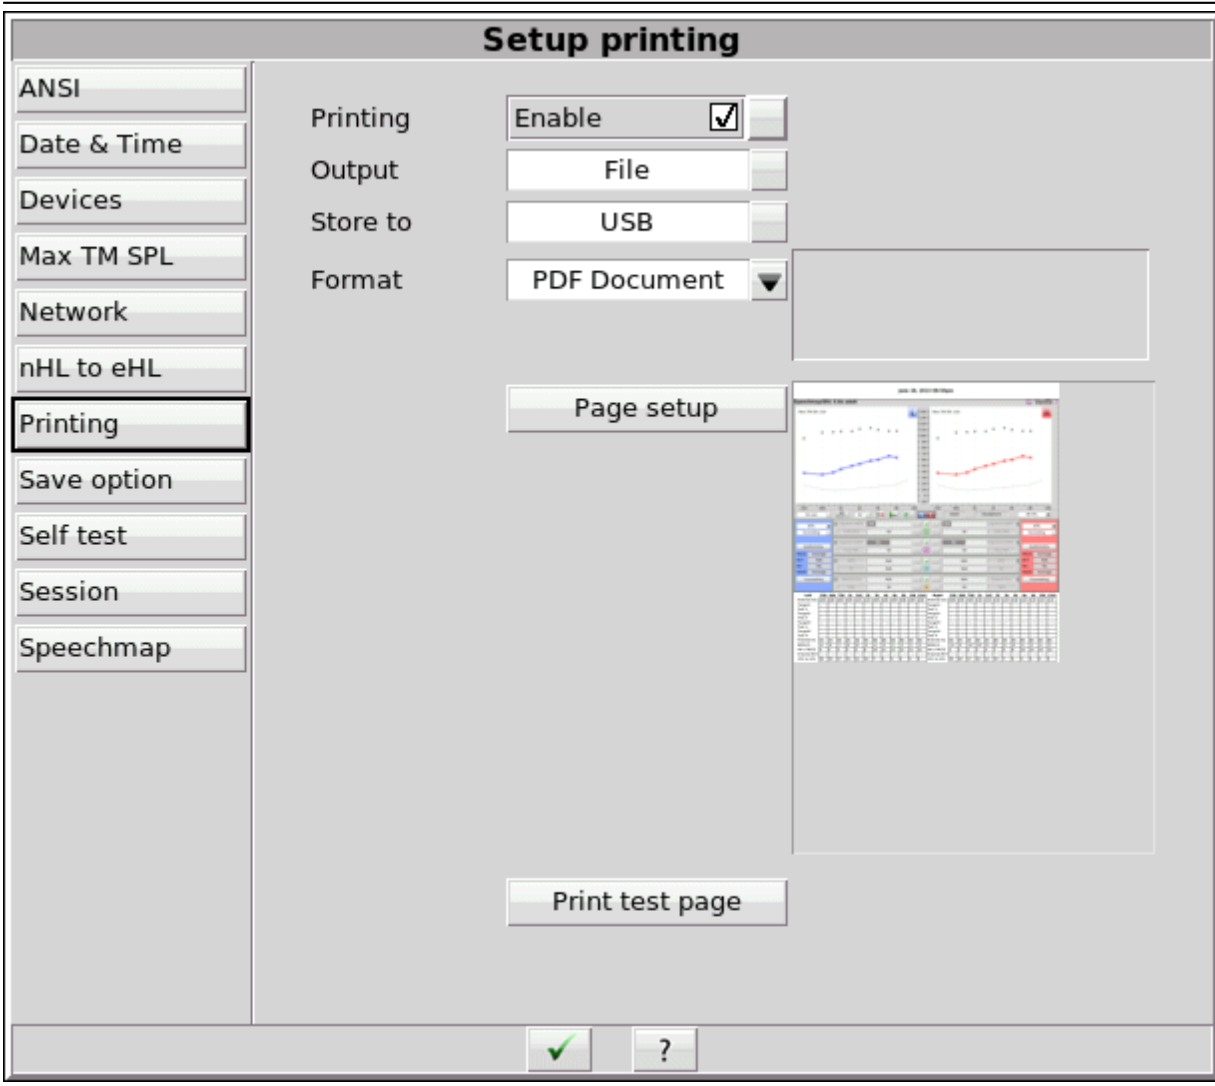 Setup printing
ANSI
Date & Time
Devices
Max TM SPL
Network
nHL to eHL
Printing
Save option
Self test
Session
Speechmap
Printing Enable
Output File
Store to USB
Format PDF Document
Page setup
Print test page
?